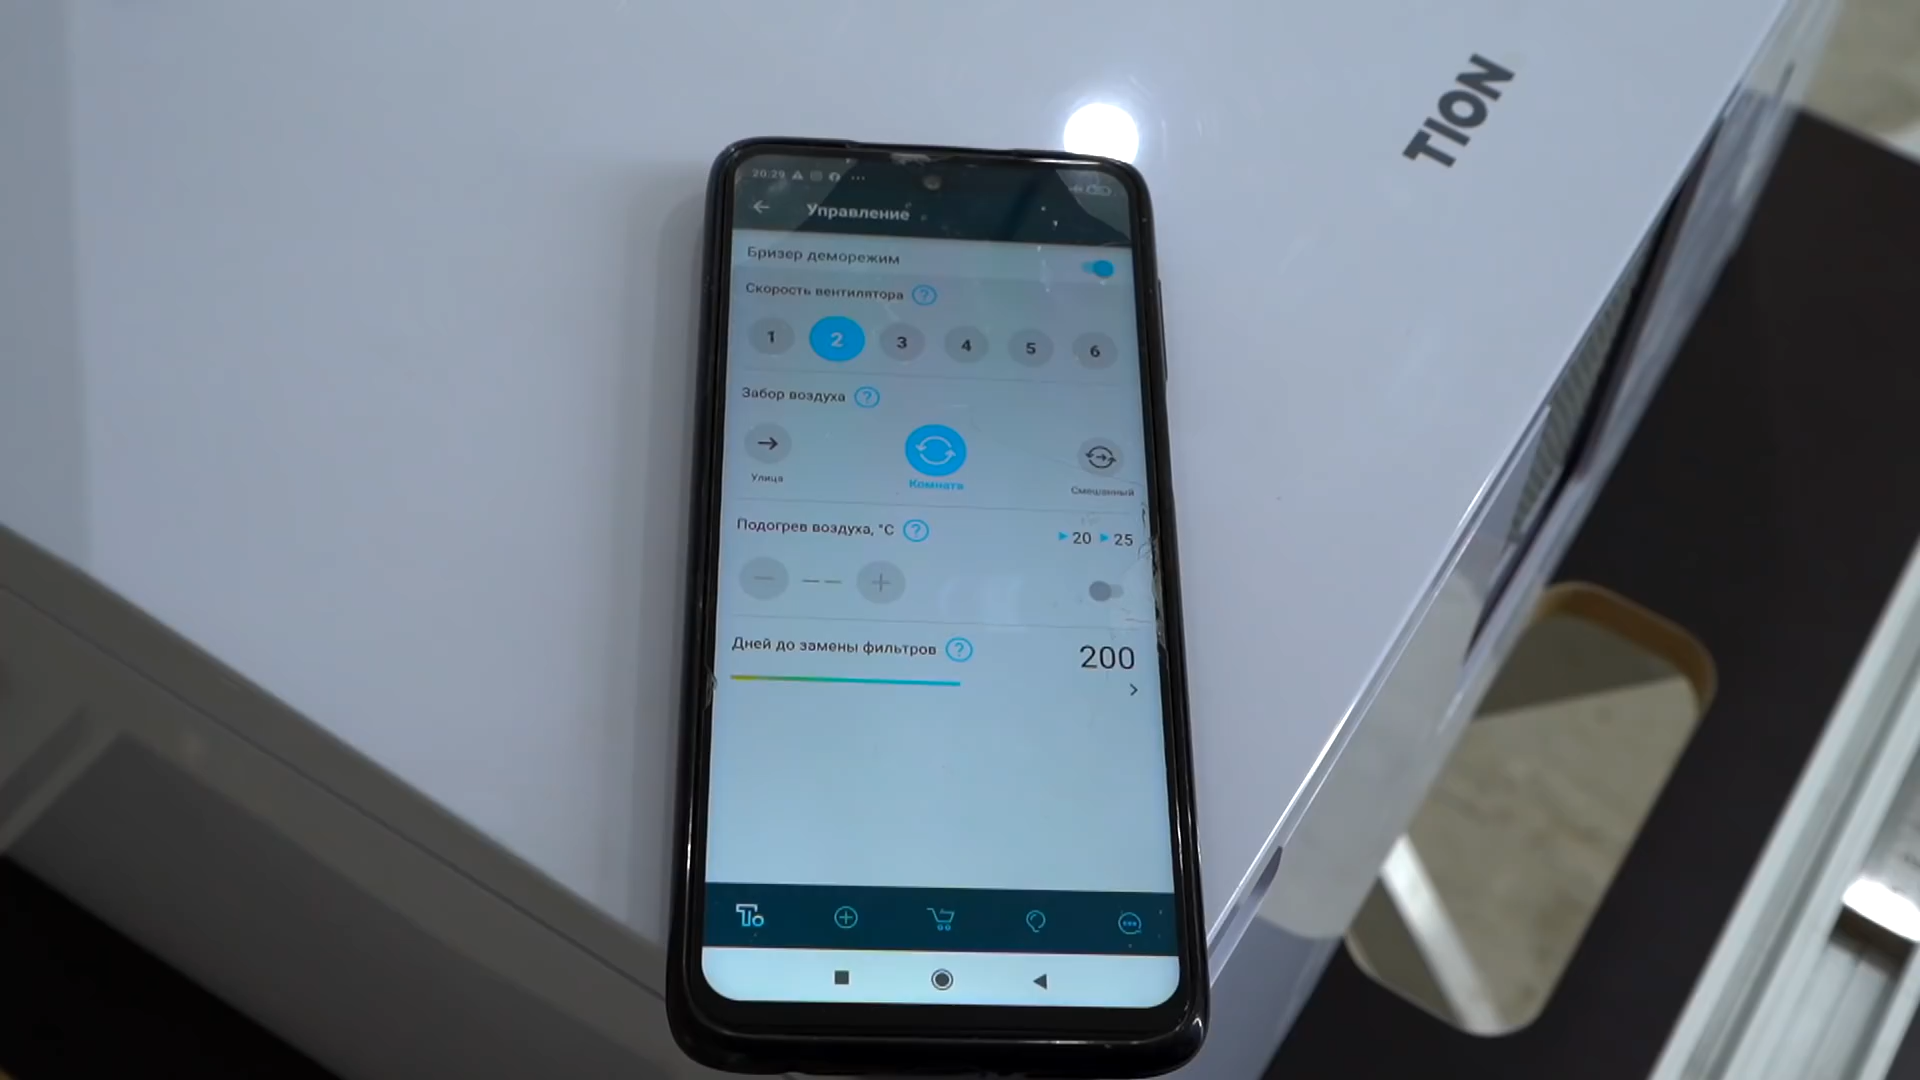 TION
20:29
Управление
Бризер деморежим
Скорость вентилятора ?
1 2 3 4 5 6
Забор воздуха ?
Улица Комната Смешанный
Подогрев воздуха, °C ? 20 25
− −− +
Дней до замены фильтров ? 200